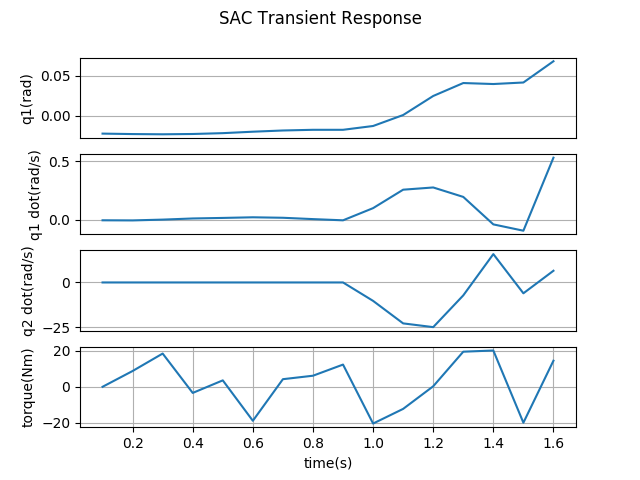 SAC Transient Response
q1(rad)
0.05
0.00
q1 dot(rad/s)
0.5
0.0
q2 dot(rad/s)
0
−25
torque(Nm)
20
0
−20
0.2 0.4 0.6 0.8 1.0 1.2 1.4 1.6
time(s)